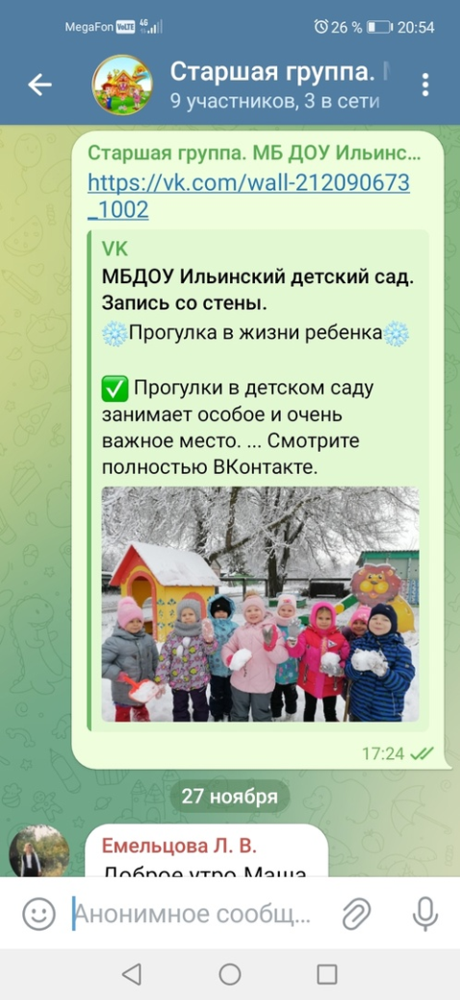 MegaFon VoLTE 4G 26 % 20:54
Старшая группа.
9 участников, 3 в сети
Старшая группа. МБ ДОУ Ильинс...
https://vk.com/wall-212090673
_1002
VK
МБДОУ Ильинский детский сад.
Запись со стены.
Прогулка в жизни ребенка
Прогулки в детском саду
занимает особое и очень
важное место. ... Смотрите
полностью ВКонтакте.
17:24
27 ноября
Емельцова Л. В.
Доброе утро Маша
Анонимное сообщ...